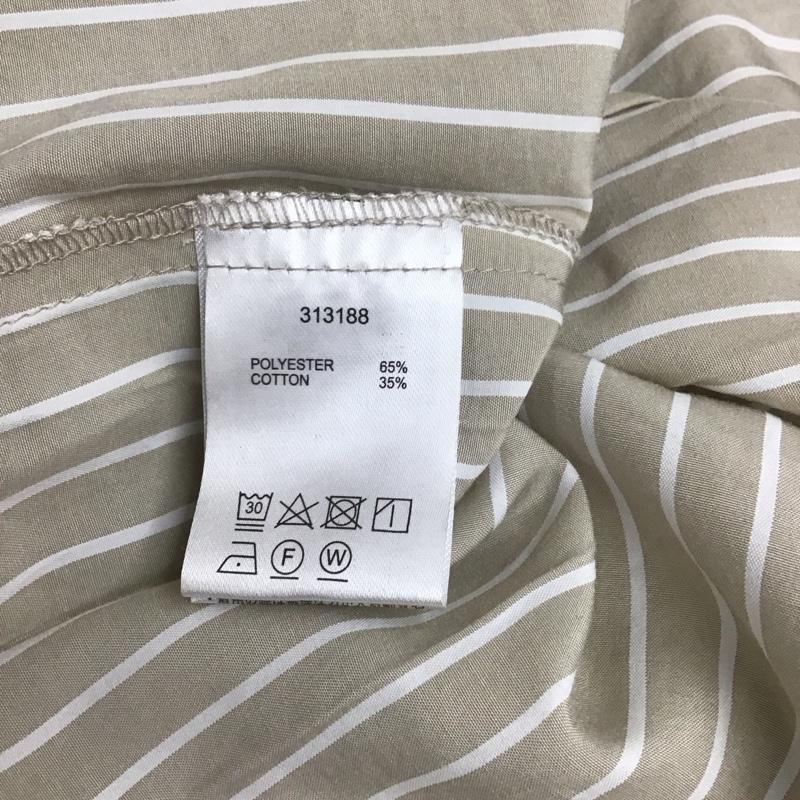 313188
POLYESTER 65%
COTTON 35%
30
F W